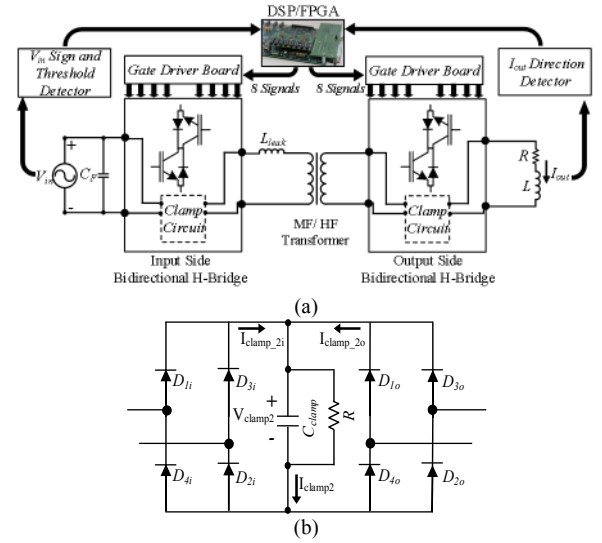 DSP/FPGA
V_in Sign and
Threshold
Detector
Gate Driver Board
8 Signals
8 Signals
Gate Driver Board
I_out Direction
Detector
L_leak
+
V_in
C_F
-
Clamp
Circuit
MF/ HF
Transformer
Clamp
Circuit
R
I_out
L
Input Side
Bidirectional H-Bridge
Output Side
Bidirectional H-Bridge
(a)
I_clamp_2i
I_clamp_2o
D_1i
D_3i
D_1o
D_3o
+
V_clamp2
-
C_clamp
R
D_4i
D_2i
I_clamp2
D_4o
D_2o
(b)